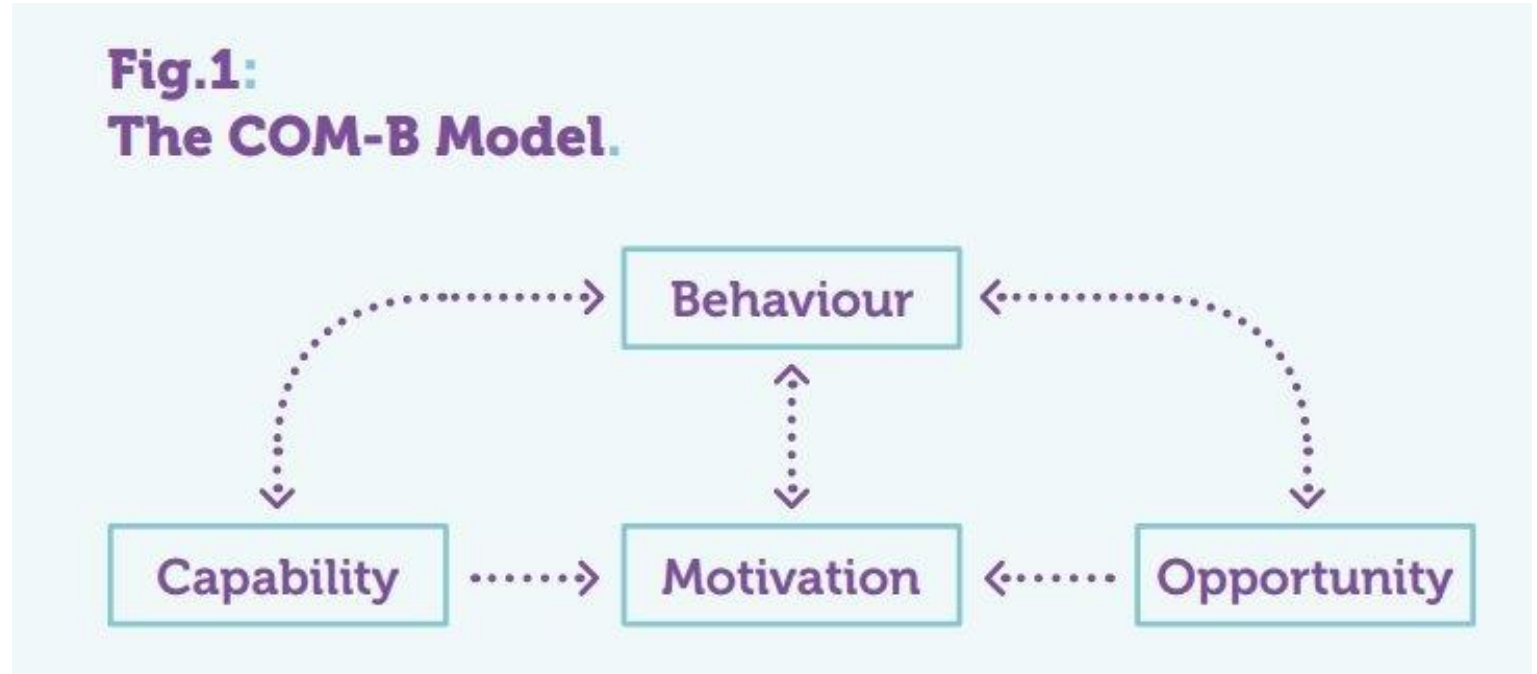 Fig.1:
The COM-B Model.
Behaviour
Capability
Motivation
Opportunity